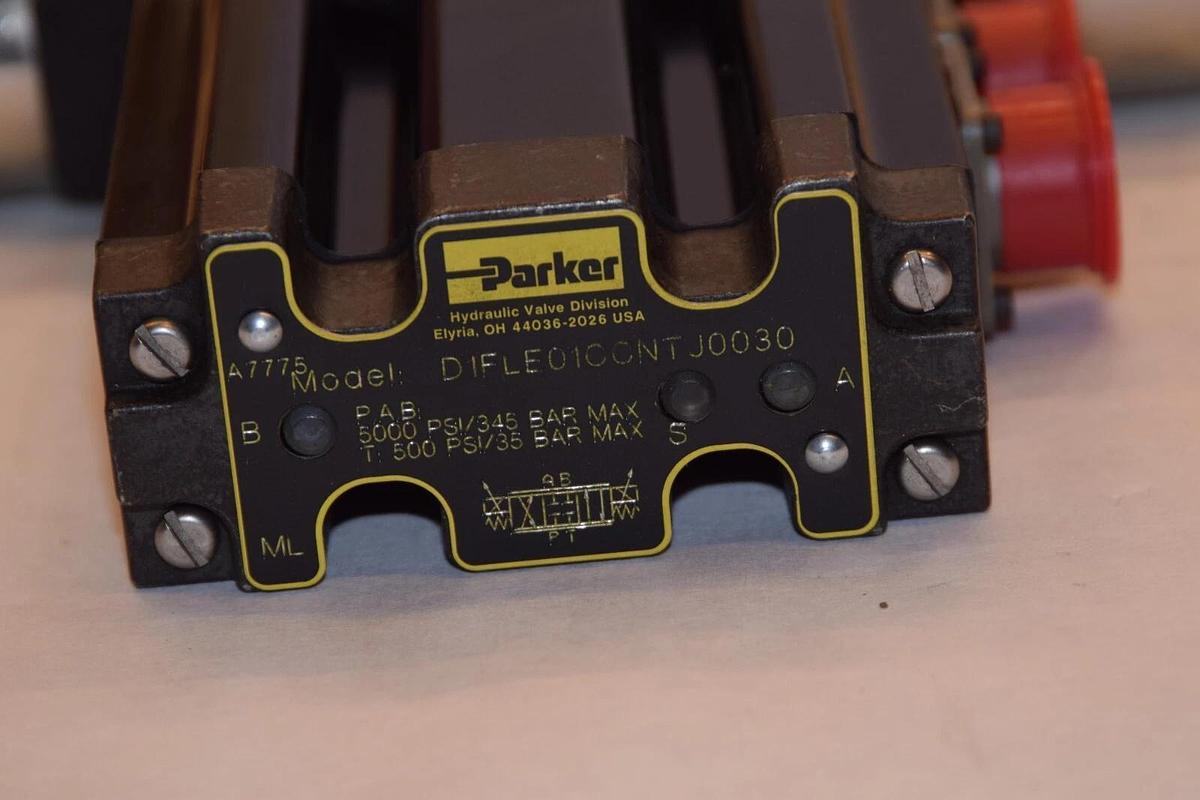 Parker
Hydraulic Valve Division
Elyria, OH 44036-2026 USA
A7775
Model: D1FLE01CCNTJ0030
P,A,B:
5000 PSI/345 BAR MAX
T: 500 PSI/35 BAR MAX
B
S
A
A B
P T
ML